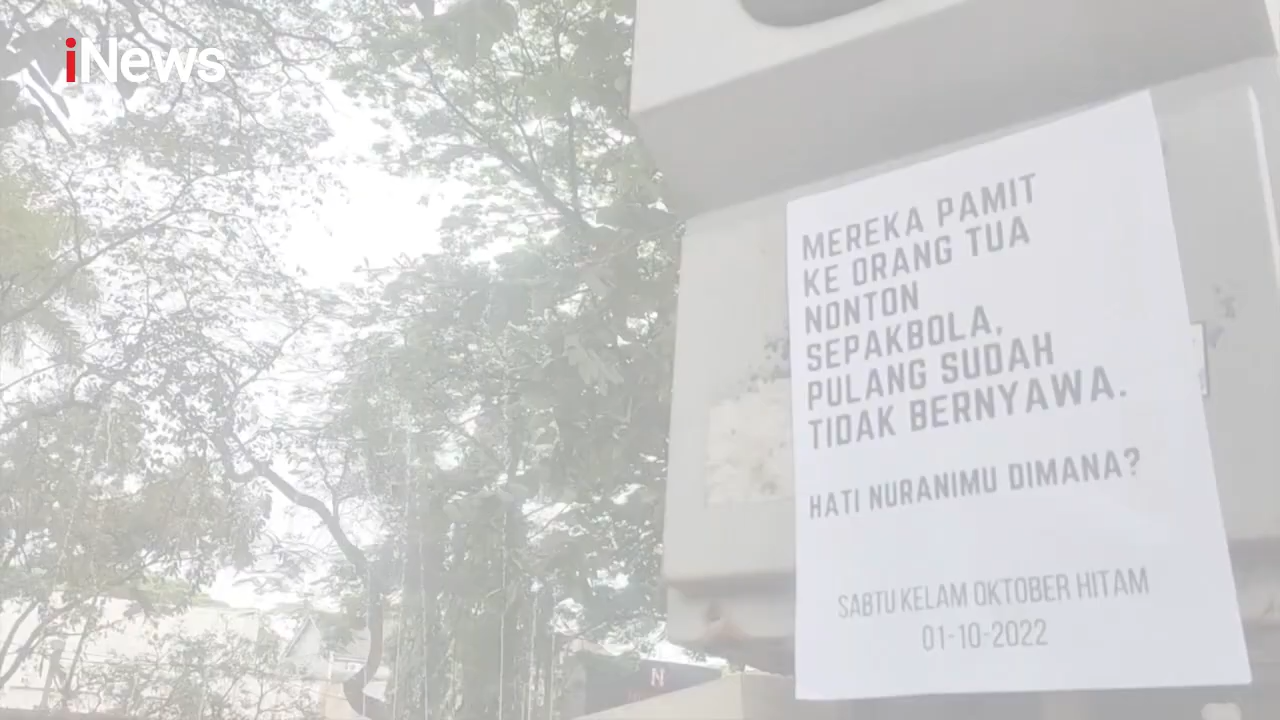 iNews
MEREKA PAMIT
KE ORANG TUA
NONTON
SEPAKBOLA,
PULANG SUDAH
TIDAK BERNYAWA.
HATI NURANIMU DIMANA?
SABTU KELAM OKTOBER HITAM
01-10-2022
N